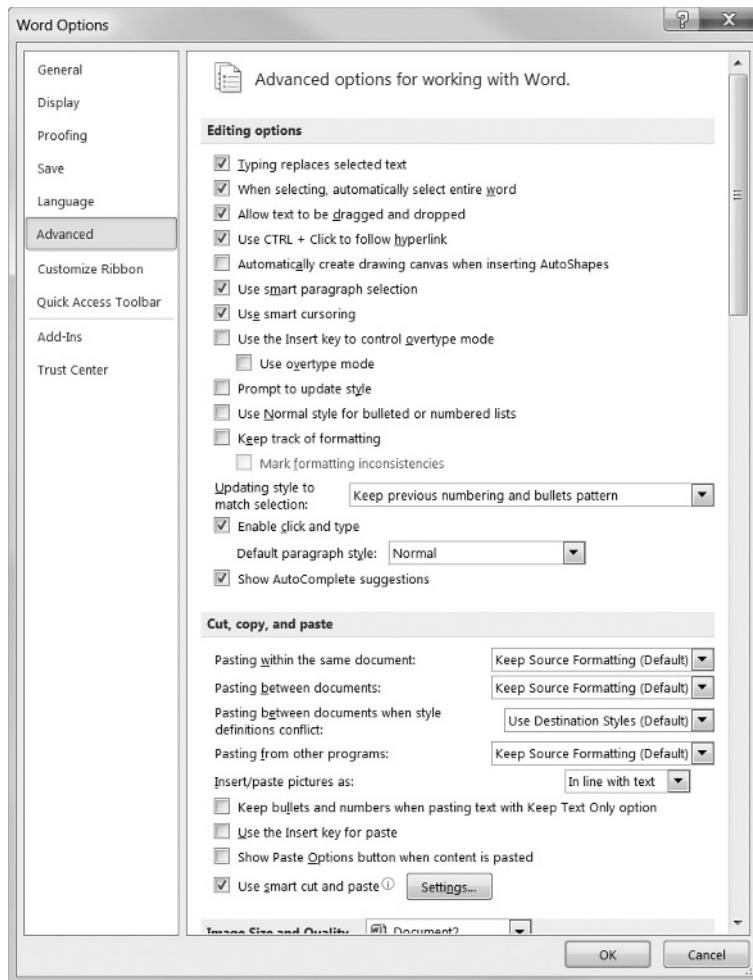 Word Options
General
Display
Proofing
Save
Language
Advanced
Customize Ribbon
Quick Access Toolbar
Add-Ins
Trust Center
Advanced options for working with Word.
Editing options
Typing replaces selected text
When selecting, automatically select entire word
Allow text to be dragged and dropped
Use CTRL + Click to follow hyperlink
Automatically create drawing canvas when inserting AutoShapes
Use smart paragraph selection
Use smart cursoring
Use the Insert key to control overtype mode
Use overtype mode
Prompt to update style
Use Normal style for bulleted or numbered lists
Keep track of formatting
Mark formatting inconsistencies
Updating style to
match selection: Keep previous numbering and bullets pattern
Enable click and type
Default paragraph style: Normal
Show AutoComplete suggestions
Cut, copy, and paste
Pasting within the same document: Keep Source Formatting (Default)
Pasting between documents: Keep Source Formatting (Default)
Pasting between documents when style
definitions conflict: Use Destination Styles (Default)
Pasting from other programs: Keep Source Formatting (Default)
Insert/paste pictures as: In line with text
Keep bullets and numbers when pasting text with Keep Text Only option
Use the Insert key for paste
Show Paste Options button when content is pasted
Use smart cut and paste Settings...
Image Size and Quality Document2
OK Cancel